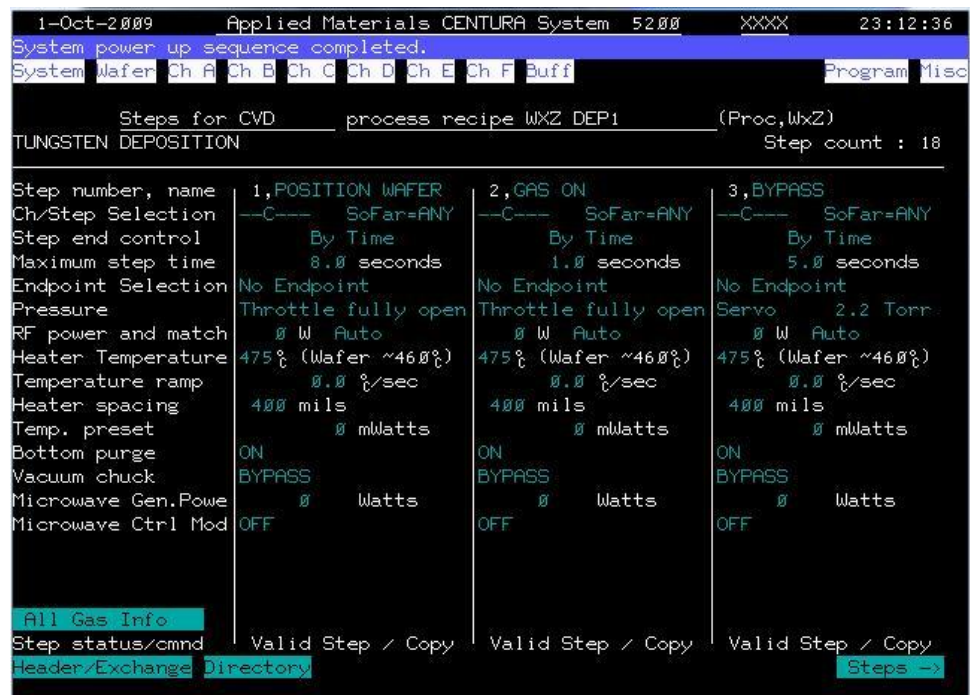 1-Oct-2009 Applied Materials CENTURA System 5200 XXXX 23:12:36
System power up sequence completed.
System Wafer Ch A Ch B Ch C Ch D Ch E Ch F Buff Program Misc
Steps for CVD process recipe WXZ DEP1 (Proc,WxZ)
TUNGSTEN DEPOSITION Step count : 18
Step number, name 1,POSITION WAFER 2,GAS ON 3,BYPASS
Ch/Step Selection --C--- SoFar=ANY --C--- SoFar=ANY --C--- SoFar=ANY
Step end control By Time By Time By Time
Maximum step time 8.0 seconds 1.0 seconds 5.0 seconds
Endpoint Selection No Endpoint No Endpoint No Endpoint
Pressure Throttle fully open Throttle fully open Servo 2.2 Torr
RF power and match 0 W Auto 0 W Auto 0 W Auto
Heater Temperature 475°C (Wafer ~460°C) 475°C (Wafer ~460°C) 475°C (Wafer ~460°C)
Temperature ramp 0.0 °C/sec 0.0 °C/sec 0.0 °C/sec
Heater spacing 400 mils 400 mils 400 mils
Temp. preset 0 mWatts 0 mWatts 0 mWatts
Bottom purge ON ON ON
Vacuum chuck BYPASS BYPASS BYPASS
Microwave Gen.Powe 0 Watts 0 Watts 0 Watts
Microwave Ctrl Mod OFF OFF OFF
All Gas Info
Step status/cmnd Valid Step / Copy Valid Step / Copy Valid Step / Copy
Header/Exchange Directory Steps —>